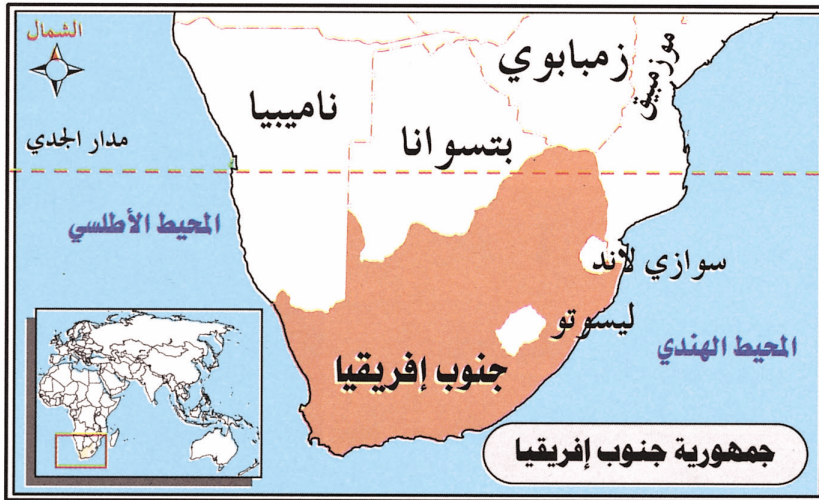 الشمال
زمبابوي
موزمبيق
ناميبيا
بتسوانا
مدار الجدي
المحيط الأطلسي
سوازي لاند
ليسوتو
المحيط الهندي
جنوب إفريقيا
جمهورية جنوب إفريقيا